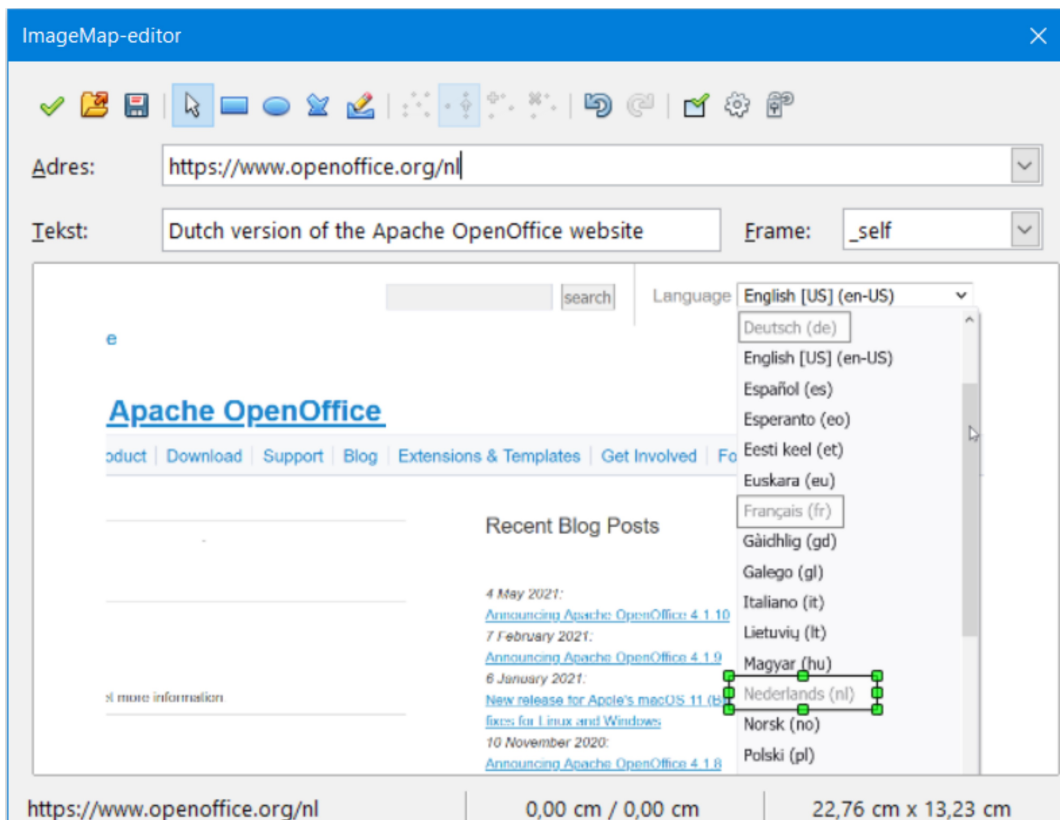 ImageMap-editor
Adres: https://www.openoffice.org/nl
Tekst: Dutch version of the Apache OpenOffice website Frame: _self
search Language English [US] (en-US)
Deutsch (de)
e
English [US] (en-US)
Español (es)
Apache OpenOffice
Esperanto (eo)
oduct Download Support Blog Extensions & Templates Get Involved Fo
Eesti keel (et)
Euskara (eu)
Français (fr)
Recent Blog Posts
Gàidhlig (gd)
Galego (gl)
4 May 2021:
Italiano (it)
Announcing Apache OpenOffice 4.1.10
Lietuvių (lt)
7 February 2021:
Announcing Apache OpenOffice 4.1.9
Magyar (hu)
6 January 2021:
et more information.
New release for Apple's macOS 11 (Bi
Nederlands (nl)
fixes for Linux and Windows
Norsk (no)
10 November 2020:
Announcing Apache OpenOffice 4.1.8
Polski (pl)
https://www.openoffice.org/nl 0,00 cm / 0,00 cm 22,76 cm x 13,23 cm